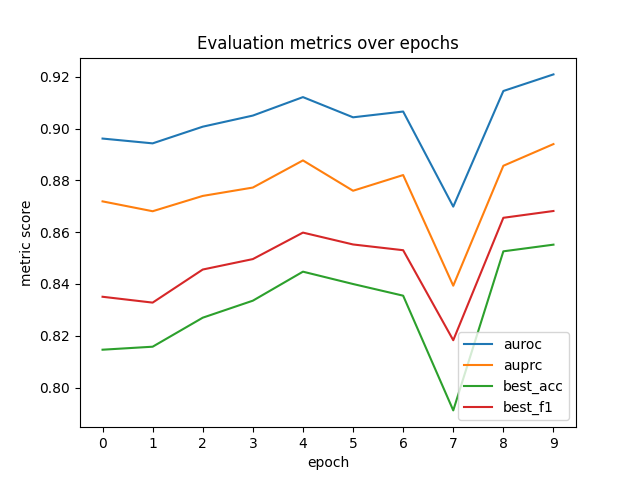 Evaluation metrics over epochs
metric score
0.92
0.90
0.88
0.86
0.84
0.82
0.80
0 1 2 3 4 5 6 7 8 9
epoch
auroc
auprc
best_acc
best_f1